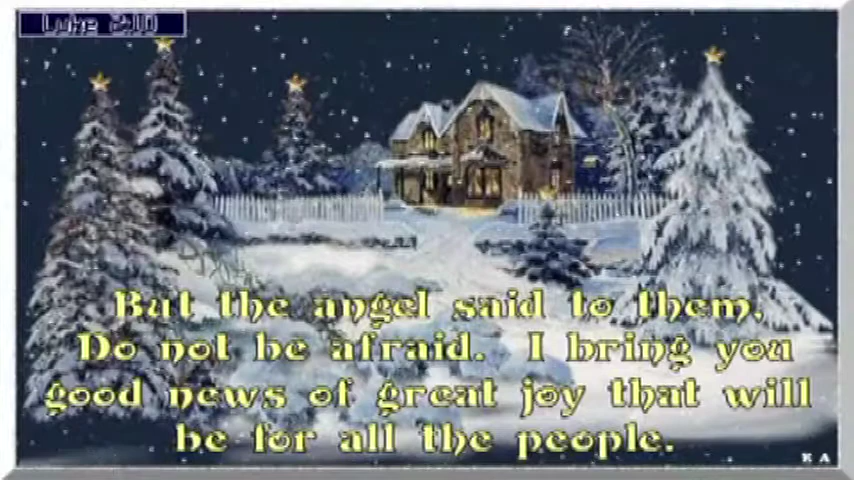 Luke 2:10
But the angel said to them,
Do not be afraid. I bring you
good news of great joy that will
be for all the people.
K A